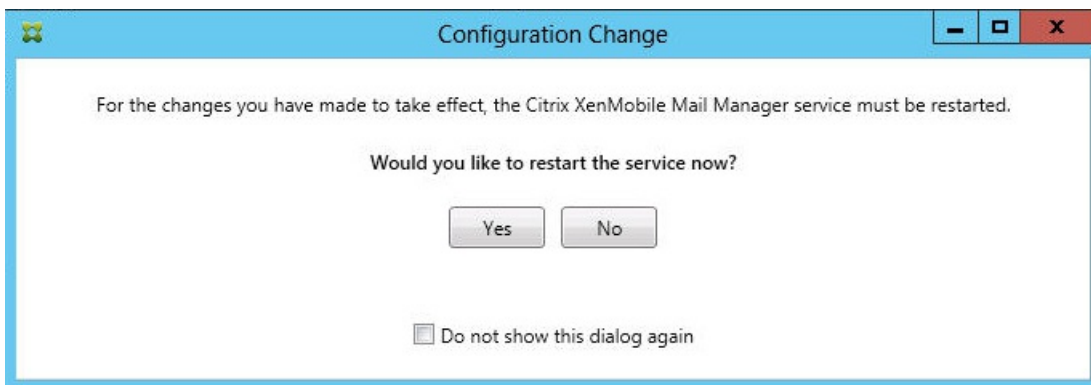 Configuration Change
For the changes you have made to take effect, the Citrix XenMobile Mail Manager service must be restarted.
Would you like to restart the service now?
Yes
No
Do not show this dialog again